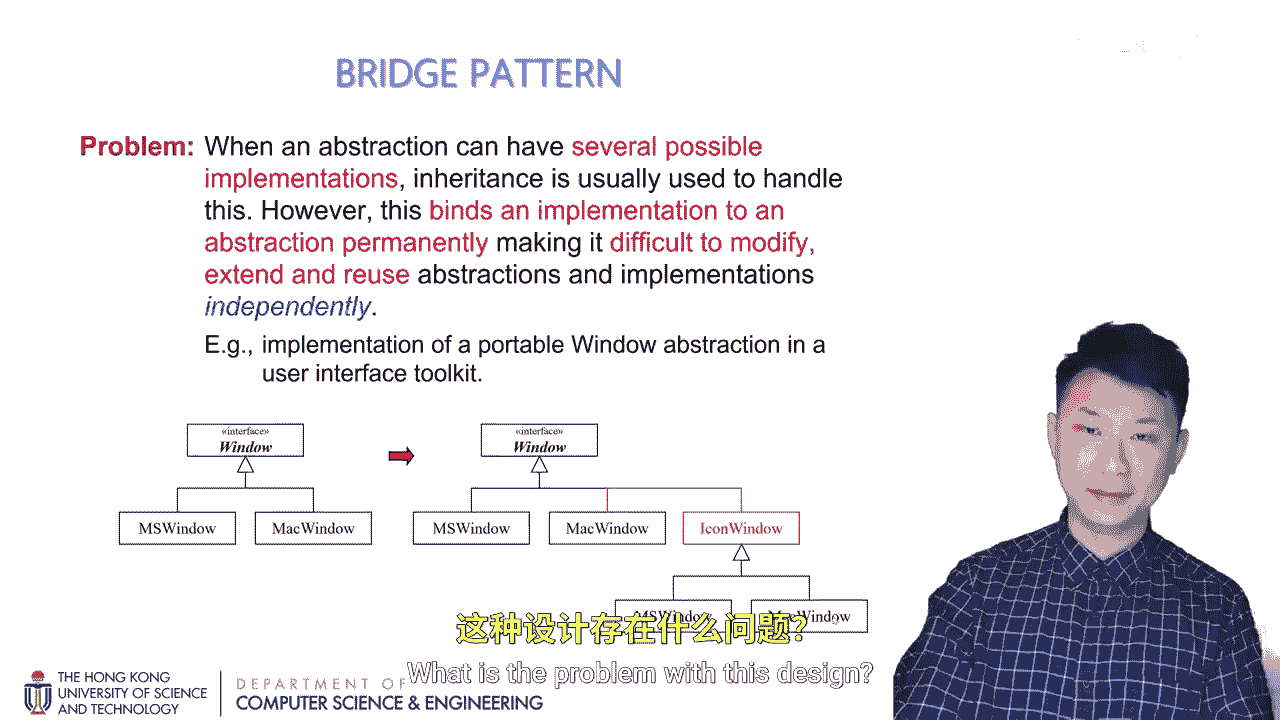 BRIDGE PATTERN
Problem: When an abstraction can have several possible
implementations, inheritance is usually used to handle
this. However, this binds an implementation to an
abstraction permanently making it difficult to modify,
extend and reuse abstractions and implementations
independently.
E.g., implementation of a portable Window abstraction in a
user interface toolkit.
«interface»
Window
MSWindow
MacWindow
«interface»
Window
MSWindow
MacWindow
IconWindow
MSWindow
MacWindow
这种设计存在什么问题?
What is the problem with this design?
THE HONG KONG
UNIVERSITY OF SCIENCE
AND TECHNOLOGY
DEPARTMENT OF
COMPUTER SCIENCE & ENGINEERING